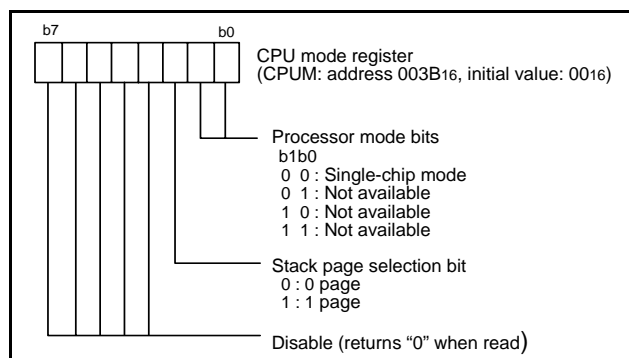 b7 b0
CPU mode register
(CPUM: address 003B16, initial value: 0016)
Processor mode bits
b1b0
0 0 : Single-chip mode
0 1 : Not available
1 0 : Not available
1 1 : Not available
Stack page selection bit
0 : 0 page
1 : 1 page
Disable (returns “0” when read)